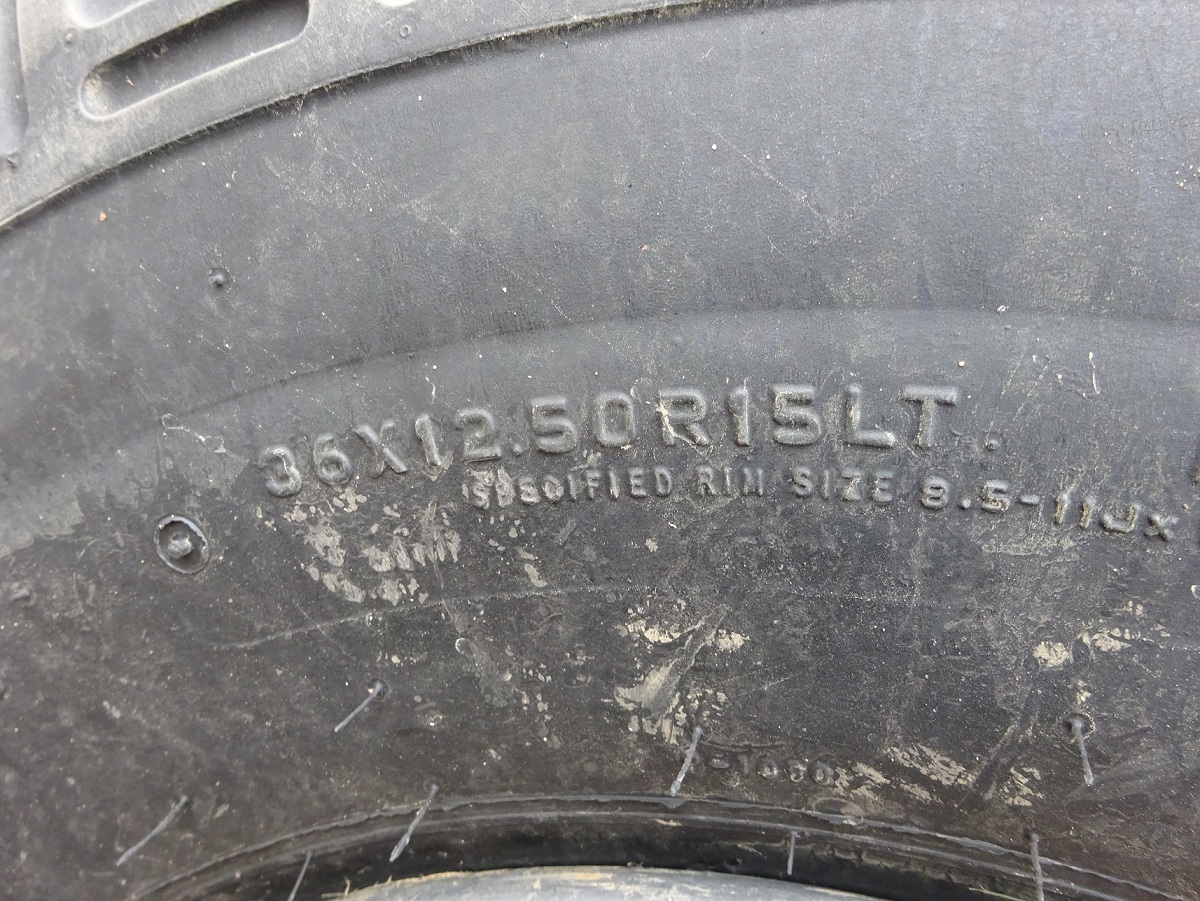 36X12.50R15LT
SPECIFIED RIM SIZE 8.5-11JX